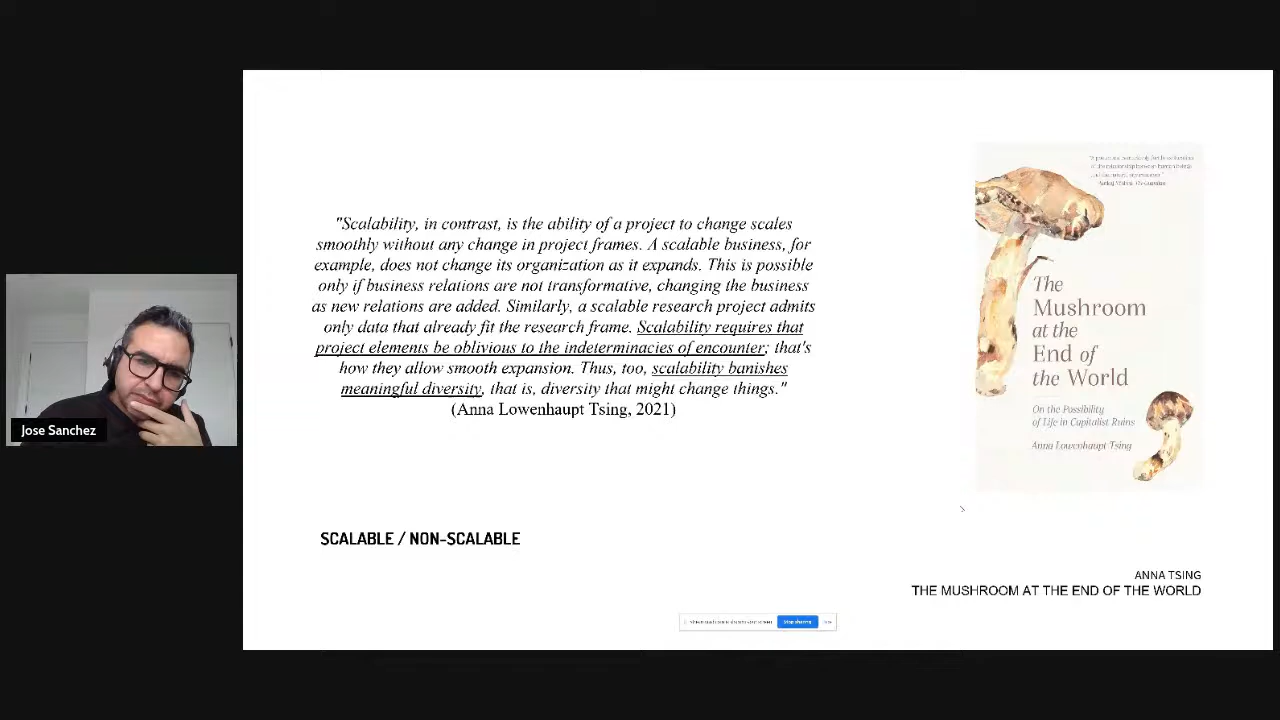 "Scalability, in contrast, is the ability of a project to change scales
smoothly without any change in project frames. A scalable business, for
example, does not change its organization as it expands. This is possible
only if business relations are not transformative, changing the business
as new relations are added. Similarly, a scalable research project admits
only data that already fit the research frame. Scalability requires that
project elements be oblivious to the indeterminacies of encounter; that's
how they allow smooth expansion. Thus, too, scalability banishes
meaningful diversity, that is, diversity that might change things."
(Anna Lowenhaupt Tsing, 2021)
The
Mushroom
at the
End of
the World
On the Possibility
of Life in Capitalist Ruins
Anna Lowenhaupt Tsing
Jose Sanchez
SCALABLE / NON-SCALABLE
ANNA TSING
THE MUSHROOM AT THE END OF THE WORLD
Stop sharing